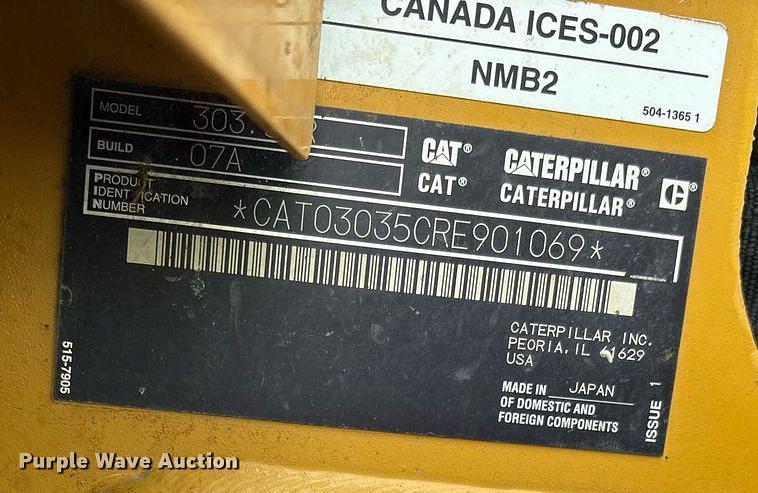 CANADA ICES-002
NMB2
504-1365 1
MODEL 303.
BUILD 07A
CAT® CATERPILLAR®
CAT® CATERPILLAR®
PRODUCT
IDENTIFICATION
NUMBER
*CAT03035CRE901069*
CATERPILLAR INC.
PEORIA, IL 61629
USA
MADE IN JAPAN
OF DOMESTIC AND
FOREIGN COMPONENTS
515-7905
ISSUE 1
Purple Wave Auction